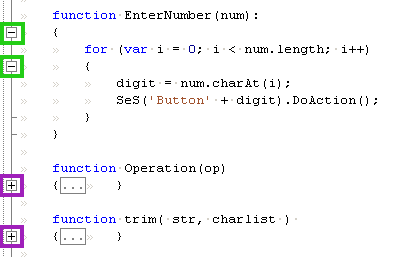 function EnterNumber(num):
{
for (var i = 0; i < num.length; i++)
{
digit = num.charAt(i);
SeS('Button' + digit).DoAction();
}
}
function Operation(op)
{... }
function trim( str, charlist )
{... }